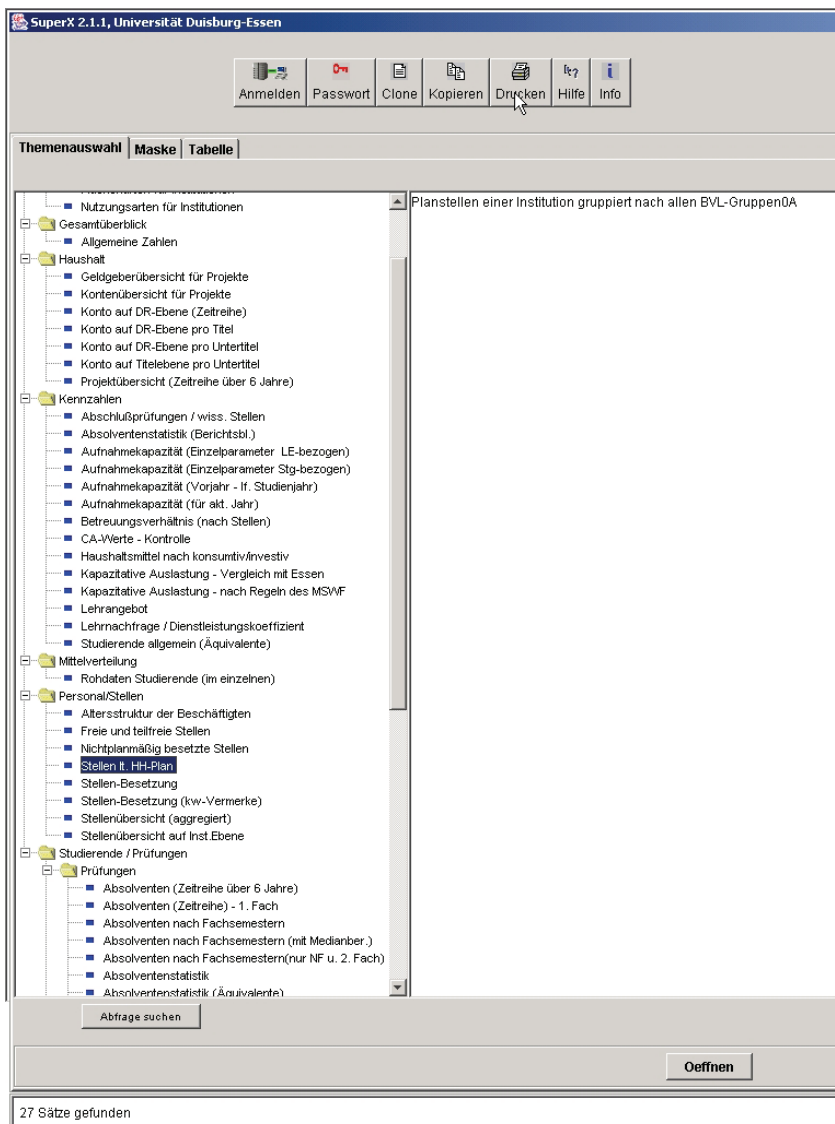 SuperX 2.1.1, Universität Duisburg-Essen
Anmelden Passwort Clone Kopieren Drucken Hilfe Info
Themenauswahl Maske Tabelle
Nutzungsarten für Institutionen
Gesamtüberblick
Allgemeine Zahlen
Haushalt
Geldgeberübersicht für Projekte
Kontenübersicht für Projekte
Konto auf DR-Ebene (Zeitreihe)
Konto auf DR-Ebene pro Titel
Konto auf DR-Ebene pro Untertitel
Konto auf Titelebene pro Untertitel
Projektübersicht (Zeitreihe über 6 Jahre)
Kennzahlen
Abschlußprüfungen / wiss. Stellen
Absolventenstatistik (Berichtsbl.)
Aufnahmekapazität (Einzelparameter LE-bezogen)
Aufnahmekapazität (Einzelparameter Stg-bezogen)
Aufnahmekapazität (Vorjahr - lf. Studienjahr)
Aufnahmekapazität (für akt. Jahr)
Betreuungsverhältnis (nach Stellen)
CA-Werte - Kontrolle
Haushaltsmittel nach konsumtiv/investiv
Kapazitative Auslastung - Vergleich mit Essen
Kapazitative Auslastung - nach Regeln des MSWF
Lehrangebot
Lehrnachfrage / Dienstleistungskoeffizient
Studierende allgemein (Äquivalente)
Mittelverteilung
Rohdaten Studierende (im einzelnen)
Personal/Stellen
Altersstruktur der Beschäftigten
Freie und teilfreie Stellen
Nichtplanmäßig besetzte Stellen
Stellen lt. HH-Plan
Stellen-Besetzung
Stellen-Besetzung (kw-Vermerke)
Stellenübersicht (aggregiert)
Stellenübersicht auf Inst.Ebene
Studierende / Prüfungen
Prüfungen
Absolventen (Zeitreihe über 6 Jahre)
Absolventen (Zeitreihe) - 1. Fach
Absolventen nach Fachsemestern
Absolventen nach Fachsemestern (mit Medianber.)
Absolventen nach Fachsemestern(nur NF u. 2. Fach)
Absolventenstatistik
Absolventenstatistik (Äquivalente)
Planstellen einer Institution gruppiert nach allen BVL-Gruppen0A
Abfrage suchen
Oeffnen
27 Sätze gefunden